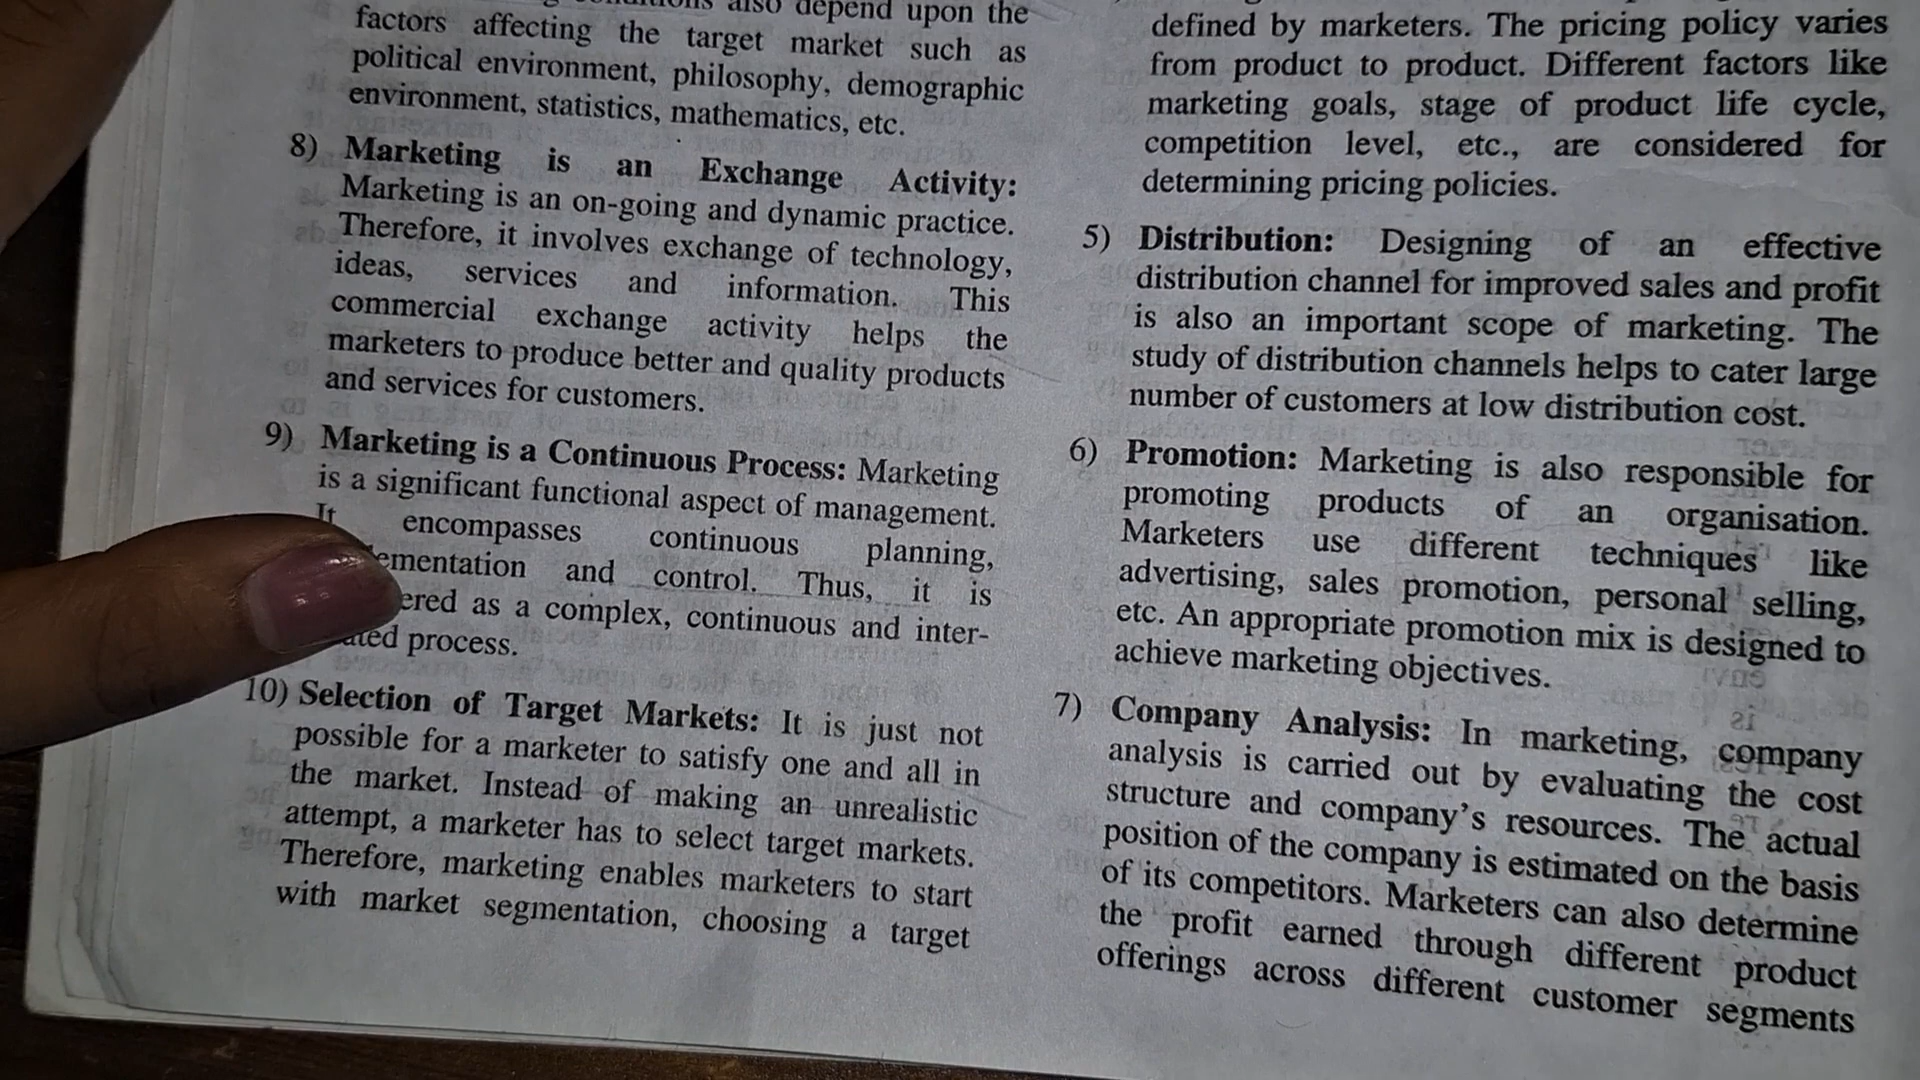 also depend upon the
factors affecting the target market such as
political environment, philosophy, demographic
environment, statistics, mathematics, etc.
8) Marketing is an Exchange Activity:
Marketing is an on-going and dynamic practice.
Therefore, it involves exchange of technology,
ideas, services and information. This
commercial exchange activity helps the
marketers to produce better and quality products
and services for customers.
9) Marketing is a Continuous Process: Marketing
is a significant functional aspect of management.
It encompasses continuous planning,
ementation and control. Thus, it is
ered as a complex, continuous and inter-
ated process.
10) Selection of Target Markets: It is just not
possible for a marketer to satisfy one and all in
the market. Instead of making an unrealistic
attempt, a marketer has to select target markets.
Therefore, marketing enables marketers to start
with market segmentation, choosing a target
defined by marketers. The pricing policy varies
from product to product. Different factors like
marketing goals, stage of product life cycle,
competition level, etc., are considered for
determining pricing policies.
5) Distribution: Designing of an effective
distribution channel for improved sales and profit
is also an important scope of marketing. The
study of distribution channels helps to cater large
number of customers at low distribution cost.
6) Promotion: Marketing is also responsible for
promoting products of an organisation.
Marketers use different techniques like
advertising, sales promotion, personal selling,
etc. An appropriate promotion mix is designed to
achieve marketing objectives.
7) Company Analysis: In marketing, company
analysis is carried out by evaluating the cost
structure and company's resources. The actual
position of the company is estimated on the basis
of its competitors. Marketers can also determine
the profit earned through different product
offerings across different customer segments